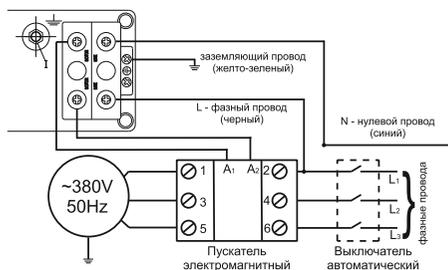 I
заземляющий провод
(желто-зеленый)
L - фазный провод
(черный)
N - нулевой провод
(синий)
~380V
50Hz
1 A₁ A₂ 2
3 4
5 6
L₁
L₂
L₃
фазные провода
Пускатель
электромагнитный
Выключатель
автоматический